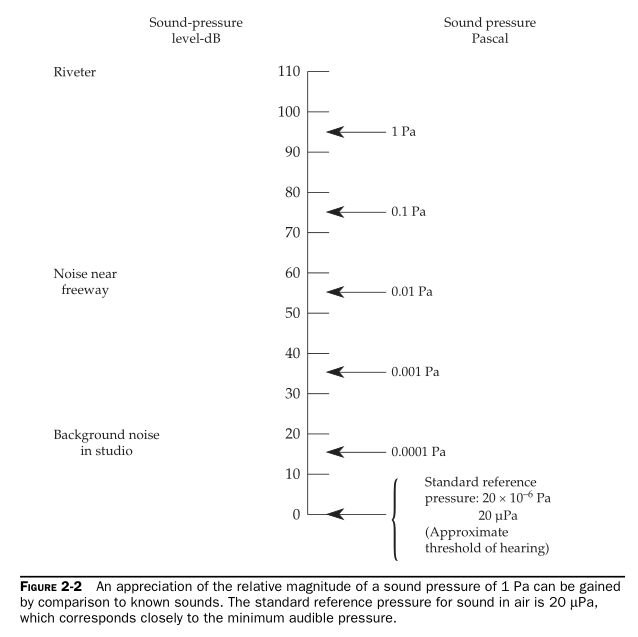 Sound-pressure
level-dB
Sound pressure
Pascal
Riveter
110
100
1 Pa
90
80
0.1 Pa
70
Noise near
freeway
60
0.01 Pa
50
40
0.001 Pa
30
Background noise
in studio
20
0.0001 Pa
10
0
Standard reference
pressure: 20 × 10⁻⁶ Pa
20 µPa
(Approximate
threshold of hearing)
FIGURE 2-2 An appreciation of the relative magnitude of a sound pressure of 1 Pa can be gained
by comparison to known sounds. The standard reference pressure for sound in air is 20 µPa,
which corresponds closely to the minimum audible pressure.